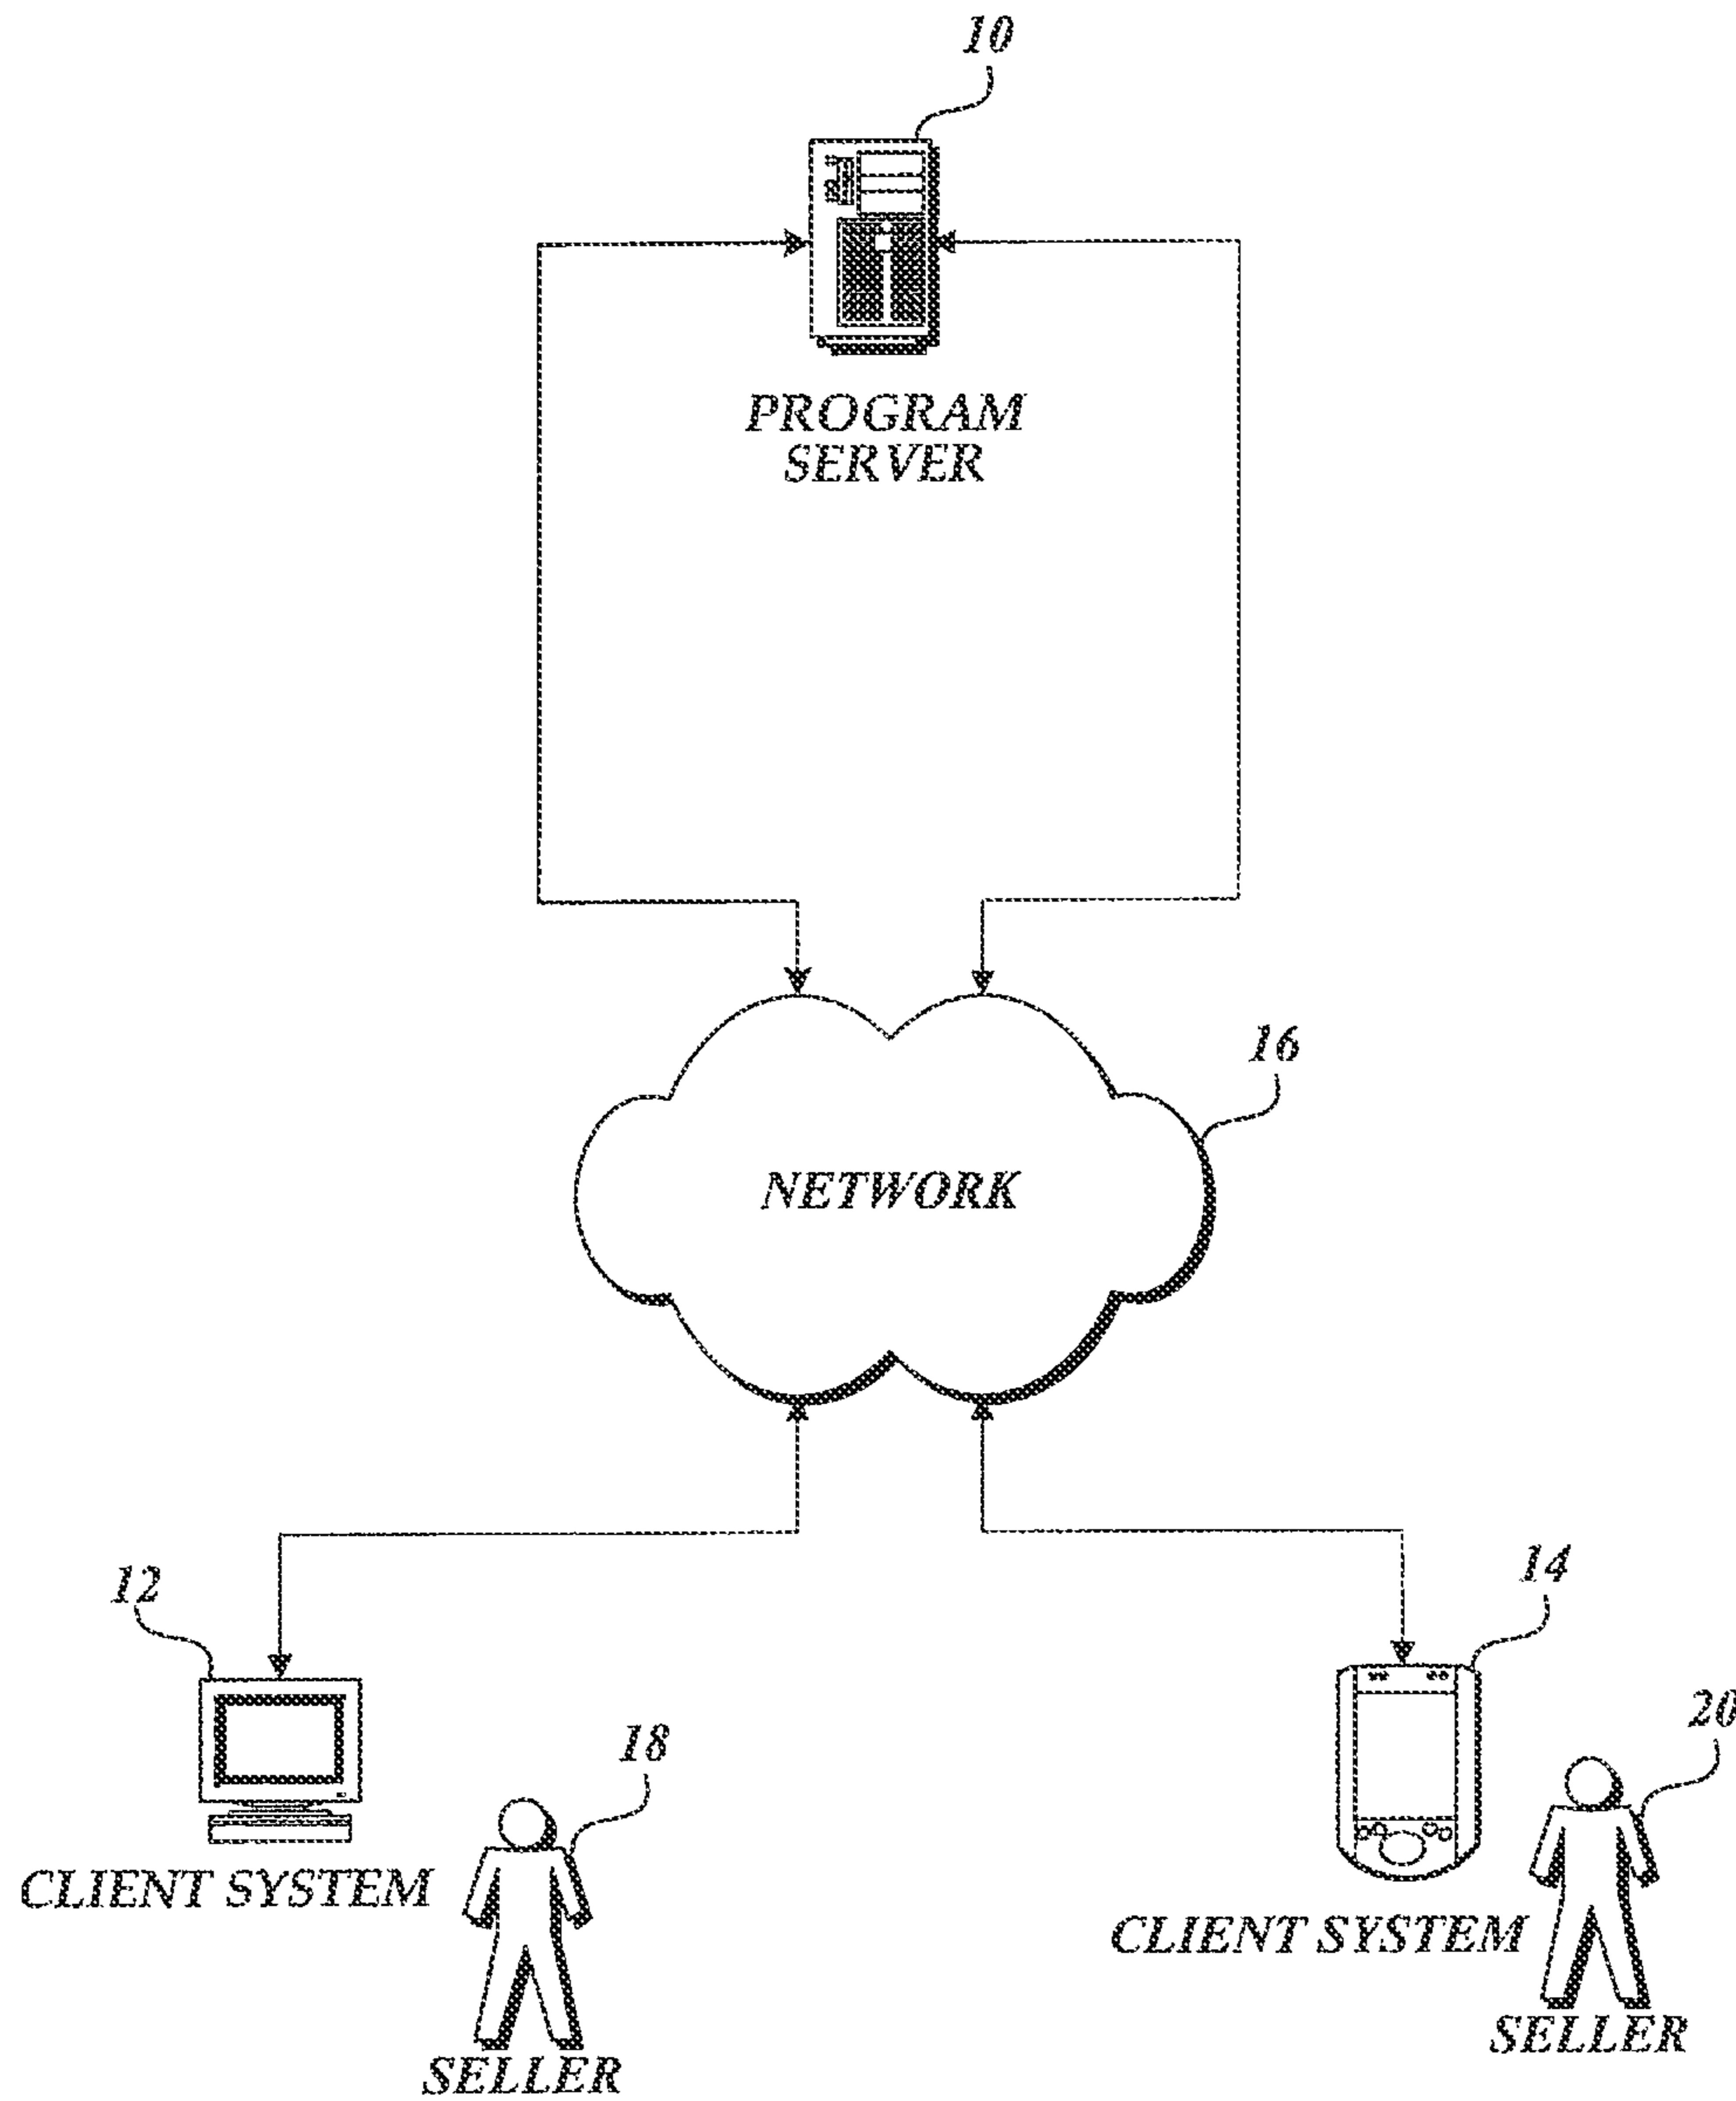 10
PROGRAM
SERVER
16
NETWORK
12
14
18
20
CLIENT SYSTEM
CLIENT SYSTEM
SELLER
SELLER